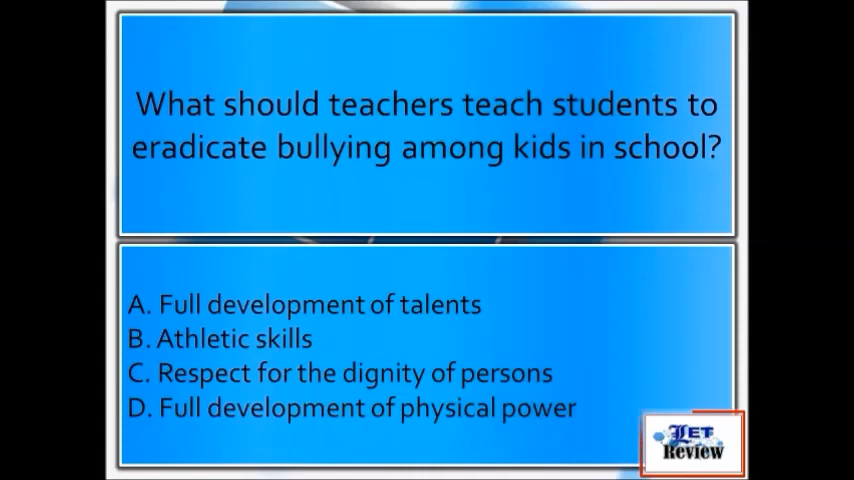 What should teachers teach students to
eradicate bullying among kids in school?
A. Full development of talents
B. Athletic skills
C. Respect for the dignity of persons
D. Full development of physical power
LET
Review